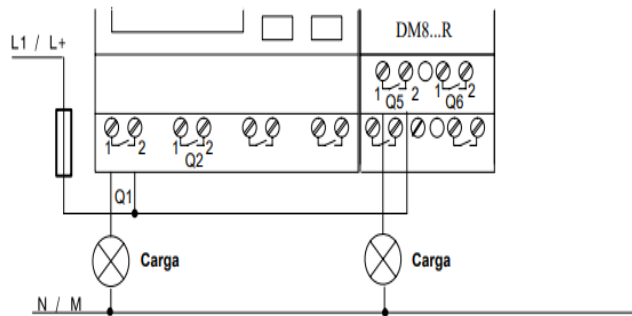 L1 / L+
DM8...R
1 2 1 2
Q5 Q6
1 2 1 2
Q2
Q1
Carga Carga
N / M